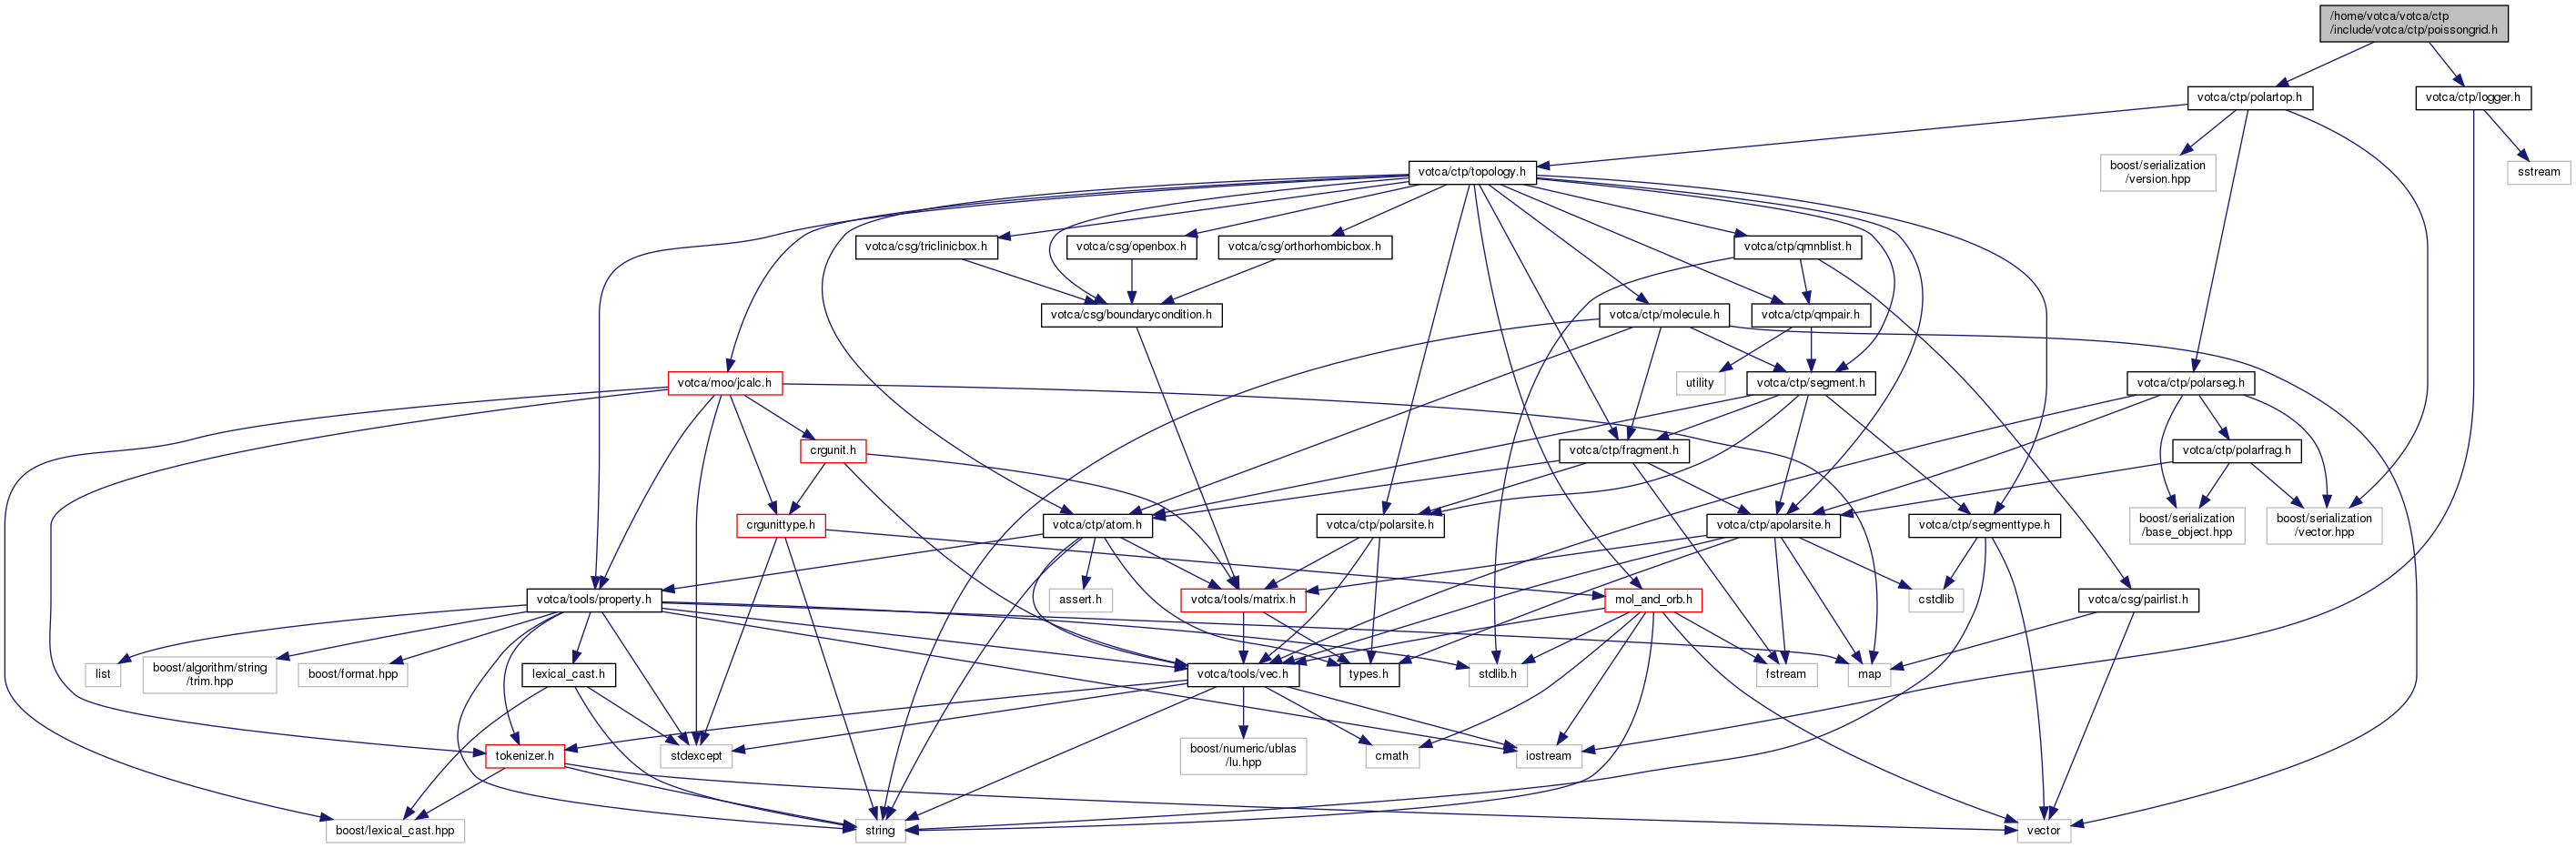 /home/votca/votca/ctp
/include/votca/ctp/poissongrid.h
votca/ctp/polartop.h
votca/ctp/logger.h
boost/serialization
/version.hpp
sstream
votca/ctp/topology.h
votca/csg/triclinicbox.h
votca/csg/openbox.h
votca/csg/orthorhombicbox.h
votca/ctp/qmnblist.h
votca/csg/boundarycondition.h
votca/ctp/molecule.h
votca/ctp/qmpair.h
votca/moo/jcalc.h
utility
votca/ctp/segment.h
votca/ctp/polarseg.h
crgunit.h
votca/ctp/fragment.h
votca/ctp/polarfrag.h
crgunittype.h
votca/ctp/atom.h
votca/ctp/polarsite.h
votca/ctp/apolarsite.h
votca/ctp/segmenttype.h
boost/serialization
/base_object.hpp
boost/serialization
/vector.hpp
votca/tools/property.h
assert.h
votca/tools/matrix.h
mol_and_orb.h
cstdlib
votca/csg/pairlist.h
list
boost/algorithm/string
/trim.hpp
boost/format.hpp
lexical_cast.h
votca/tools/vec.h
types.h
stdlib.h
fstream
map
tokenizer.h
stdexcept
boost/numeric/ublas
/lu.hpp
cmath
iostream
boost/lexical_cast.hpp
string
vector